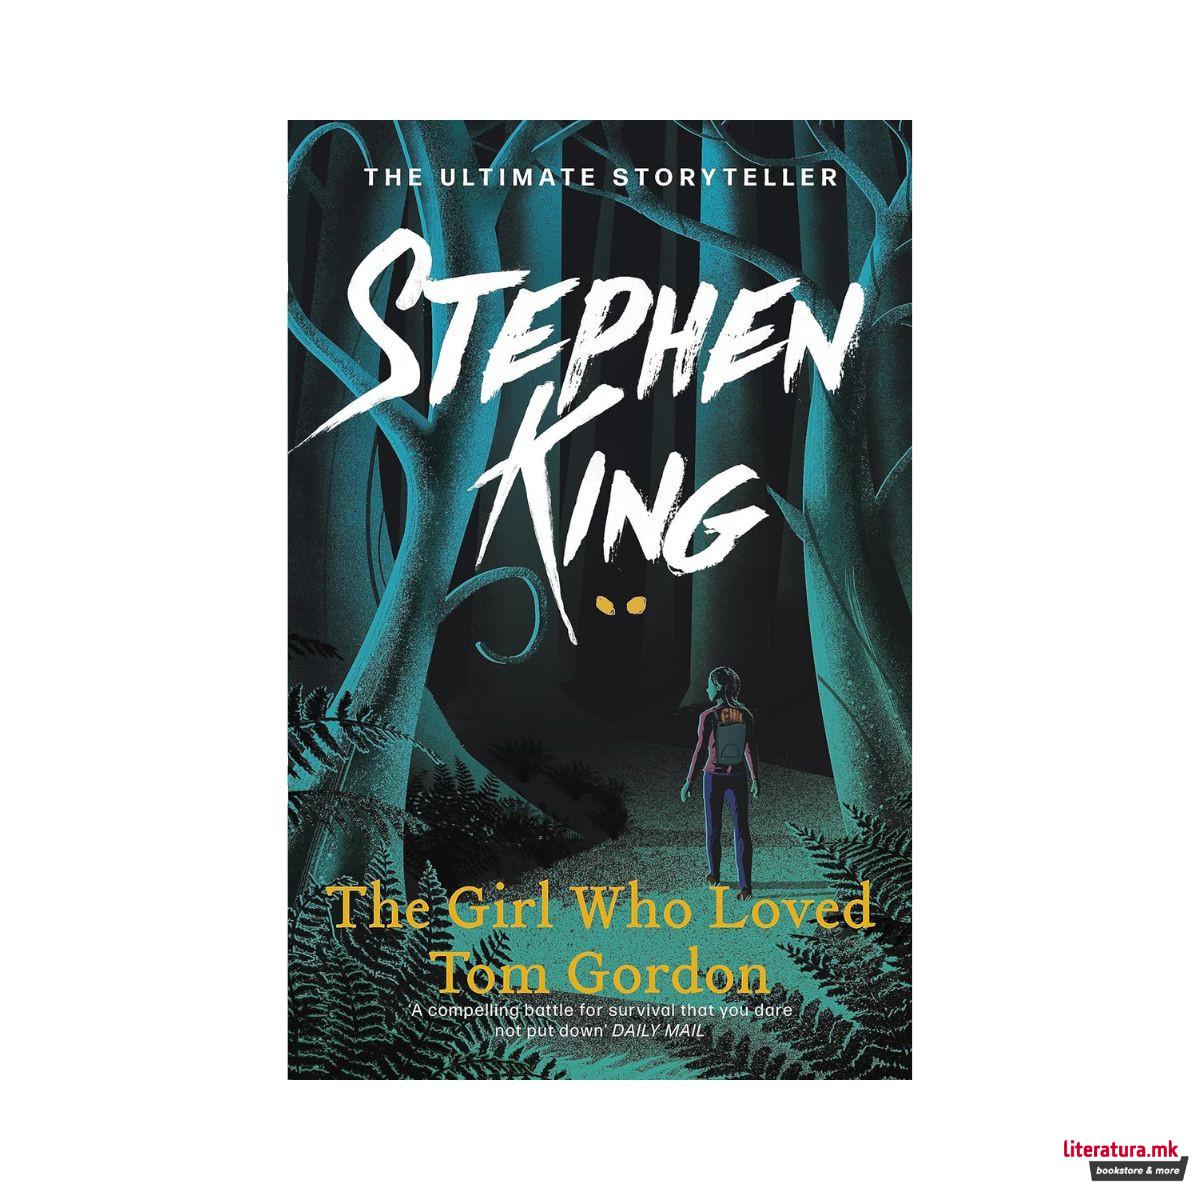 THE ULTIMATE STORYTELLER
STEPHEN
KING
The Girl Who Loved
Tom Gordon
‘A compelling battle for survival that you dare
not put down’ DAILY MAIL
literatura.mk
bookstore & more